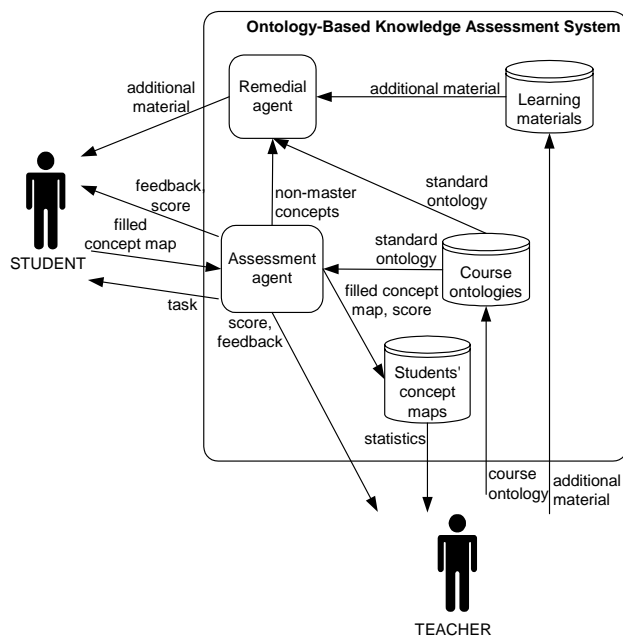 Ontology-Based Knowledge Assessment System
additional
material
Remedial
agent
additional material
Learning
materials
feedback,
score
non-master
concepts
standard
ontology
filled
concept map
STUDENT
Assessment
agent
standard
ontology
Course
ontologies
task
score,
feedback
filled concept
map, score
Students'
concept
maps
statistics
course
ontology
additional
material
TEACHER